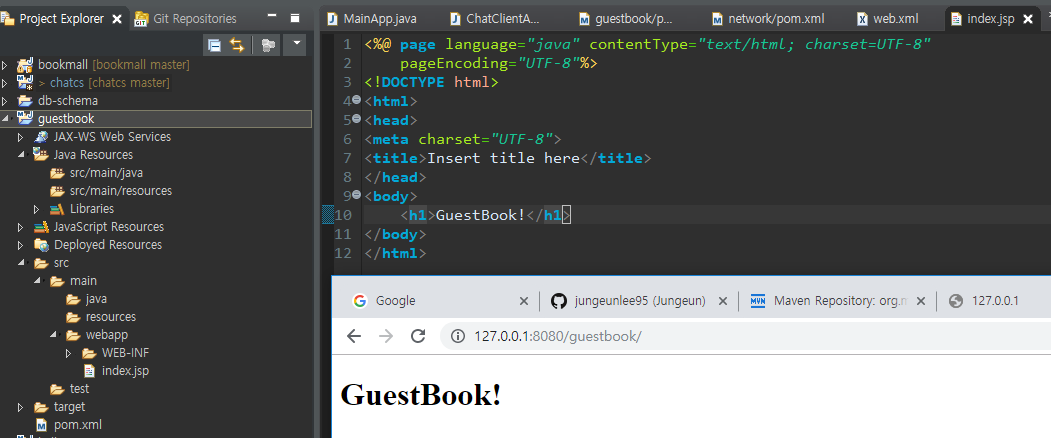 Project Explorer
Git Repositories
bookmall [bookmall master]
> chatcs [chatcs master]
db-schema
guestbook
JAX-WS Web Services
Java Resources
src/main/java
src/main/resources
Libraries
JavaScript Resources
Deployed Resources
src
main
java
resources
webapp
WEB-INF
index.jsp
test
target
pom.xml
MainApp.java
ChatClientA...
guestbook/p...
network/pom.xml
web.xml
index.jsp
1 <%@ page language="java" contentType="text/html; charset=UTF-8"
2 pageEncoding="UTF-8"%>
3 <!DOCTYPE html>
4 <html>
5 <head>
6 <meta charset="UTF-8">
7 <title>Insert title here</title>
8 </head>
9 <body>
10 <h1>GuestBook!</h1>
11 </body>
12 </html>
Google
jungeunlee95 (Jungeun)
MVN Maven Repository: org.m
127.0.0.1
127.0.0.1:8080/guestbook/
GuestBook!